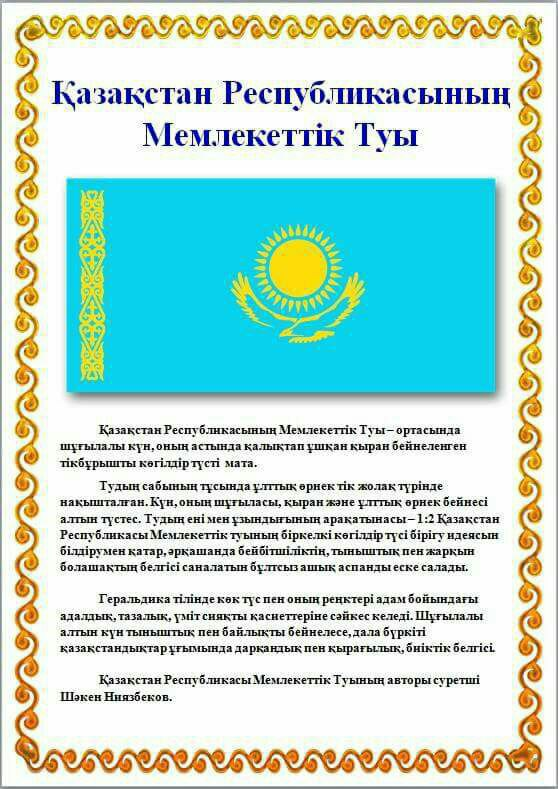 Қазақстан Республикасының
Мемлекеттік Туы
Қазақстан Республикасының Мемлекеттік Туы – ортасында
шұғылалы күн, оның астында қалықтап ұшқан қыран бейнеленген
тікбұрышты көгілдір түсті мата.
Тудың сабының тұсында ұлттық өрнек тік жолақ түрінде
нақышталған. Күн, оның шұғыласы, қыран және ұлттық өрнек бейнесі
алтын түстес. Тудың ені мен ұзындығының арақатынасы – 1:2 Қазақстан
Республикасы Мемлекеттік туының біркелкі көгілдір түсі бірігу идеясын
білдірумен қатар, әрқашанда бейбітшіліктің, тыныштық пен жарқын
болашақтың белгісі саналатын бұлтсыз ашық аспанды еске салады.
Геральдика тілінде көк түс пен оның реңктері адам бойындағы
адалдық, тазалық, үміт сияқты қасиеттеріне сәйкес келеді. Шұғылалы
алтын күн тыныштық пен байлықты бейнелесе, дала бүркіті
қазақстандықтар ұғымында дарқандық пен қырағылық, биіктік белгісі.
Қазақстан Республикасы Мемлекеттік Туының авторы суретші
Шәкен Ниязбеков.